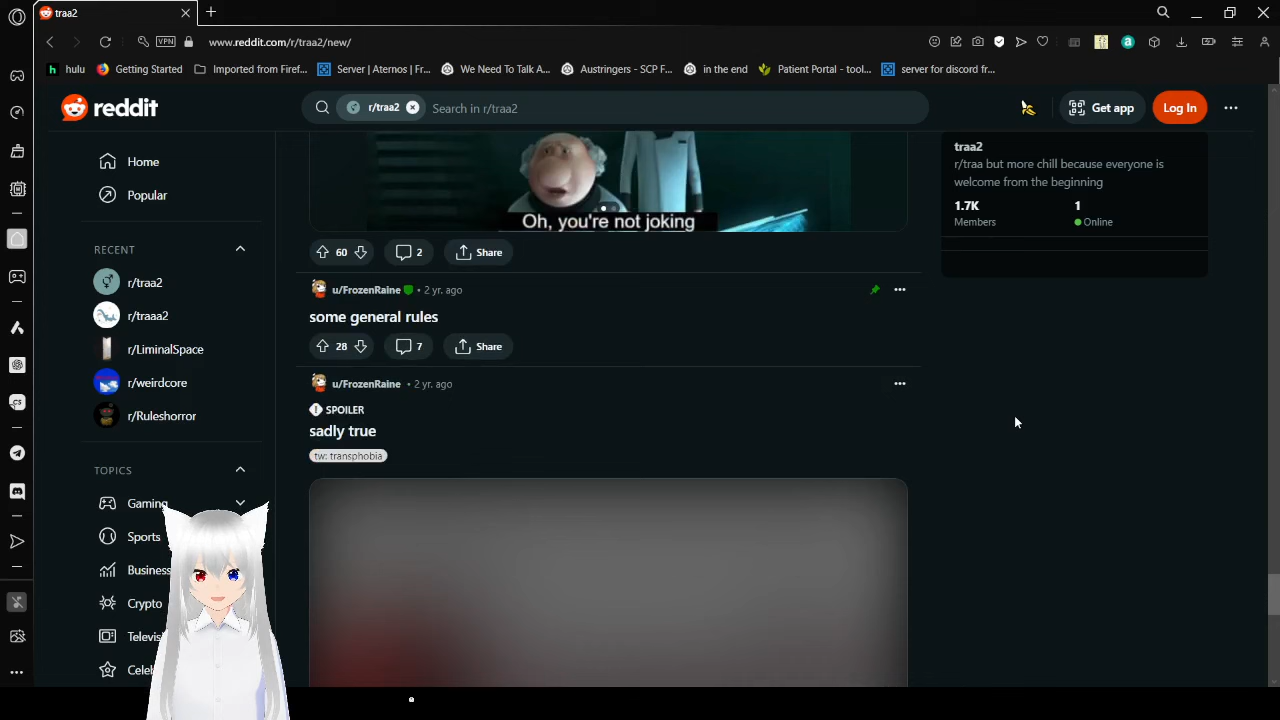 traa2
VPN
www.reddit.com/r/traa2/new/
h hulu
Getting Started
Imported from Firef...
Server | Aternos | Fr...
We Need To Talk A...
Austringers - SCP F...
in the end
Patient Portal - tool...
server for discord fr...
reddit
r/traa2
Search in r/traa2
Get app
Log In
Home
Popular
RECENT
r/traa2
r/traaa2
r/LiminalSpace
r/weirdcore
r/Ruleshorror
TOPICS
Gaming
Sports
Business
Crypto
Televisi
Celeb
Oh, you're not joking
60
2
Share
u/FrozenRaine • 2 yr. ago
some general rules
28
7
Share
u/FrozenRaine • 2 yr. ago
SPOILER
sadly true
tw: transphobia
traa2
r/traa but more chill because everyone is
welcome from the beginning
1.7K 1
Members Online